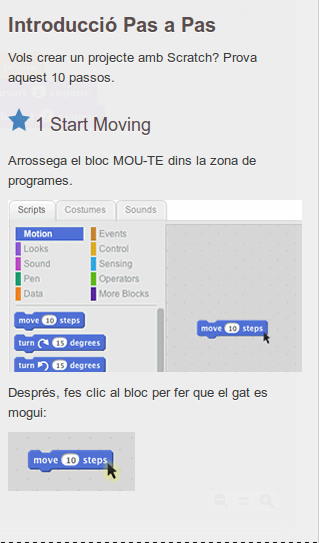 Introducció Pas a Pas
Vols crear un projecte amb Scratch? Prova
aquest 10 passos.
1 Start Moving
Arrossega el bloc MOU-TE dins la zona de
programes.
Scripts Costumes Sounds
Motion Events
Looks Control
Sound Sensing
Pen Operators
Data More Blocks
move 10 steps
turn 15 degrees
turn 15 degrees
move 10 steps
Després, fes clic al bloc per fer que el gat es
mogui:
move 10 steps